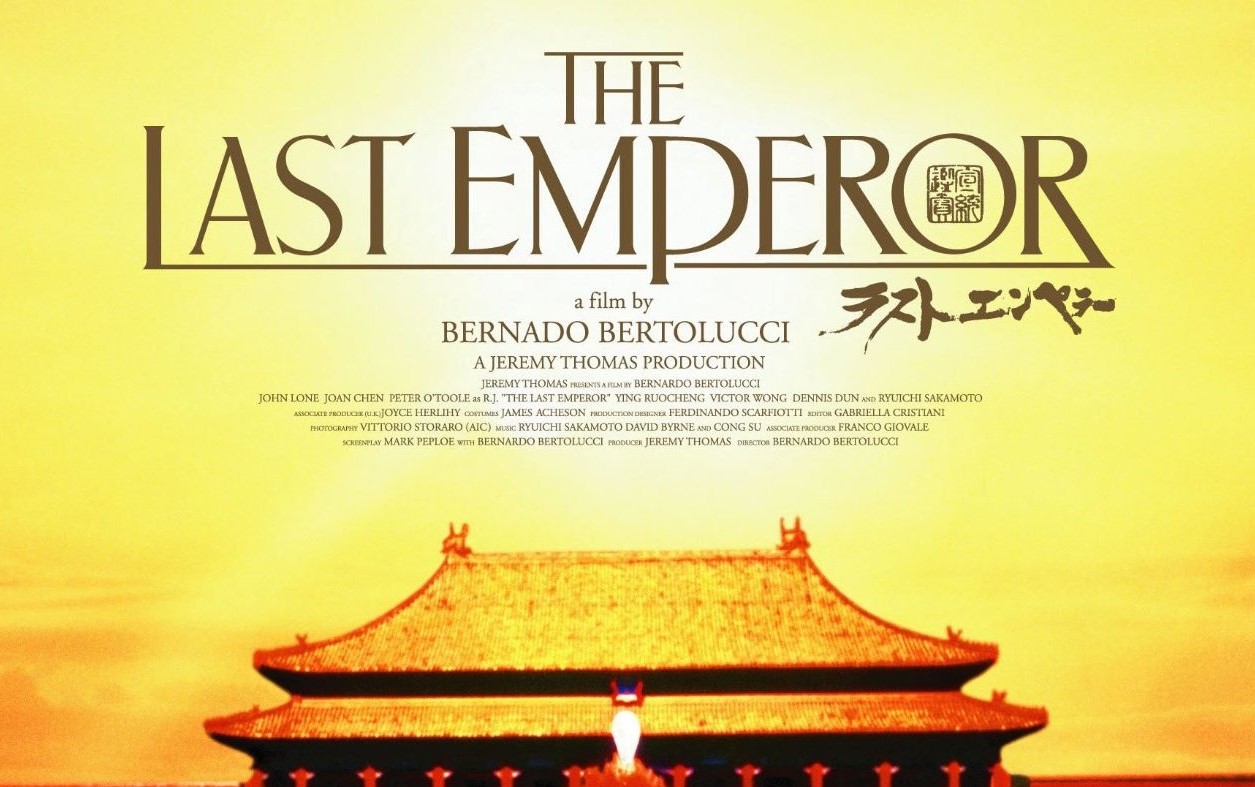 THE
LAST EMPEROR
宣統
a film by
BERNADO BERTOLUCCI
ラスト エンペラー
A JEREMY THOMAS PRODUCTION
JEREMY THOMAS PRESENTS A FILM BY BERNARDO BERTOLUCCI
JOHN LONE JOAN CHEN PETER O'TOOLE as R.J. "THE LAST EMPEROR" YING RUOCHENG VICTOR WONG DENNIS DUN AND RYUICHI SAKAMOTO
ASSOCIATE PRODUCER (U.K.)JOYCE HERLIHY COSTUMES JAMES ACHESON PRODUCTION DESIGNER FERDINANDO SCARFIOTTI EDITOR GABRIELLA CRISTIANI
PHOTOGRAPHY VITTORIO STORARO (AIC) MUSIC RYUICHI SAKAMOTO DAVID BYRNE AND CONG SU ASSOCIATE PRODUCER FRANCO GIOVALE
SCREENPLAY MARK PEPLOE WITH BERNARDO BERTOLUCCI PRODUCER JEREMY THOMAS DIRECTOR BERNARDO BERTOLUCCI